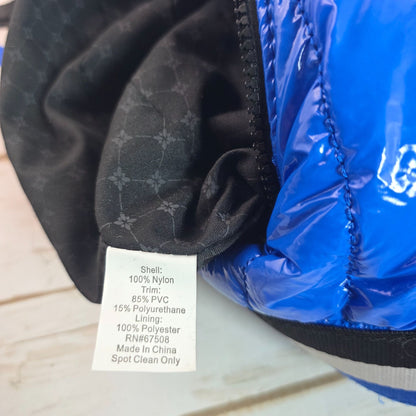 Shell:
100% Nylon
Trim:
85% PVC
15% Polyurethane
Lining:
100% Polyester
RN#67508
Made In China
Spot Clean Only